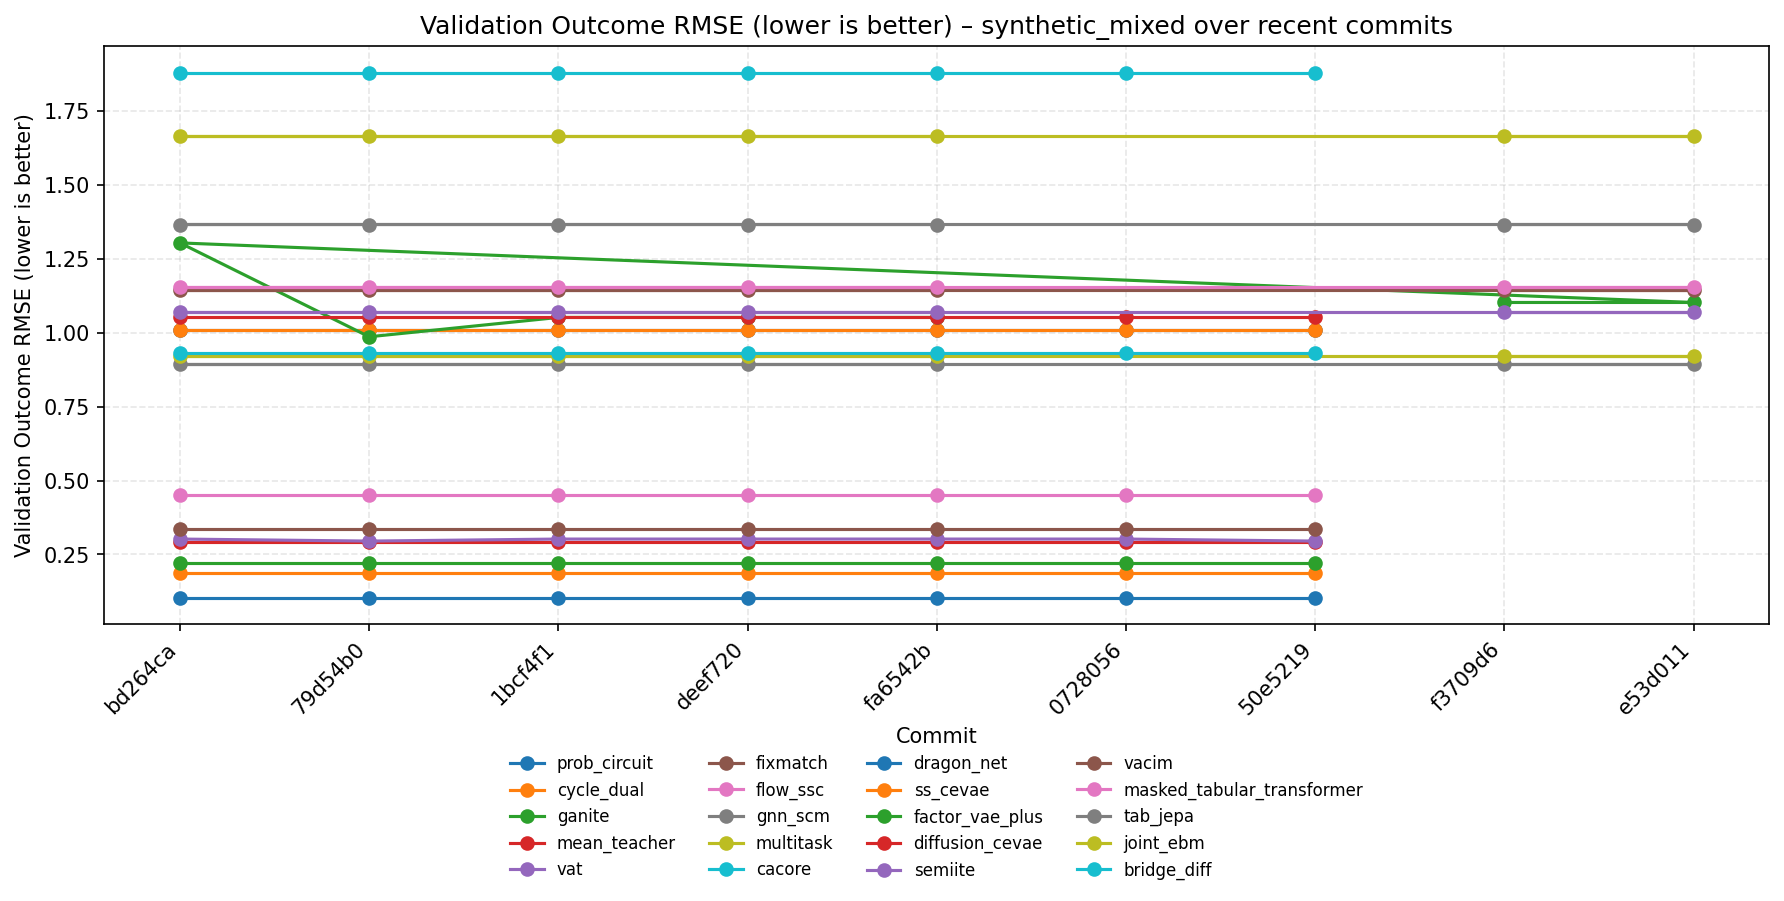 Validation Outcome RMSE (lower is better) – synthetic_mixed over recent commits
Validation Outcome RMSE (lower is better)
1.75
1.50
1.25
1.00
0.75
0.50
0.25
bd264ca
79d54b0
1bcf4f1
deef720
fa6542b
0728056
50e5219
f3709d6
e53d011
Commit
prob_circuit
cycle_dual
ganite
mean_teacher
vat
fixmatch
flow_ssc
gnn_scm
multitask
cacore
dragon_net
ss_cevae
factor_vae_plus
diffusion_cevae
semiite
vacim
masked_tabular_transformer
tab_jepa
joint_ebm
bridge_diff